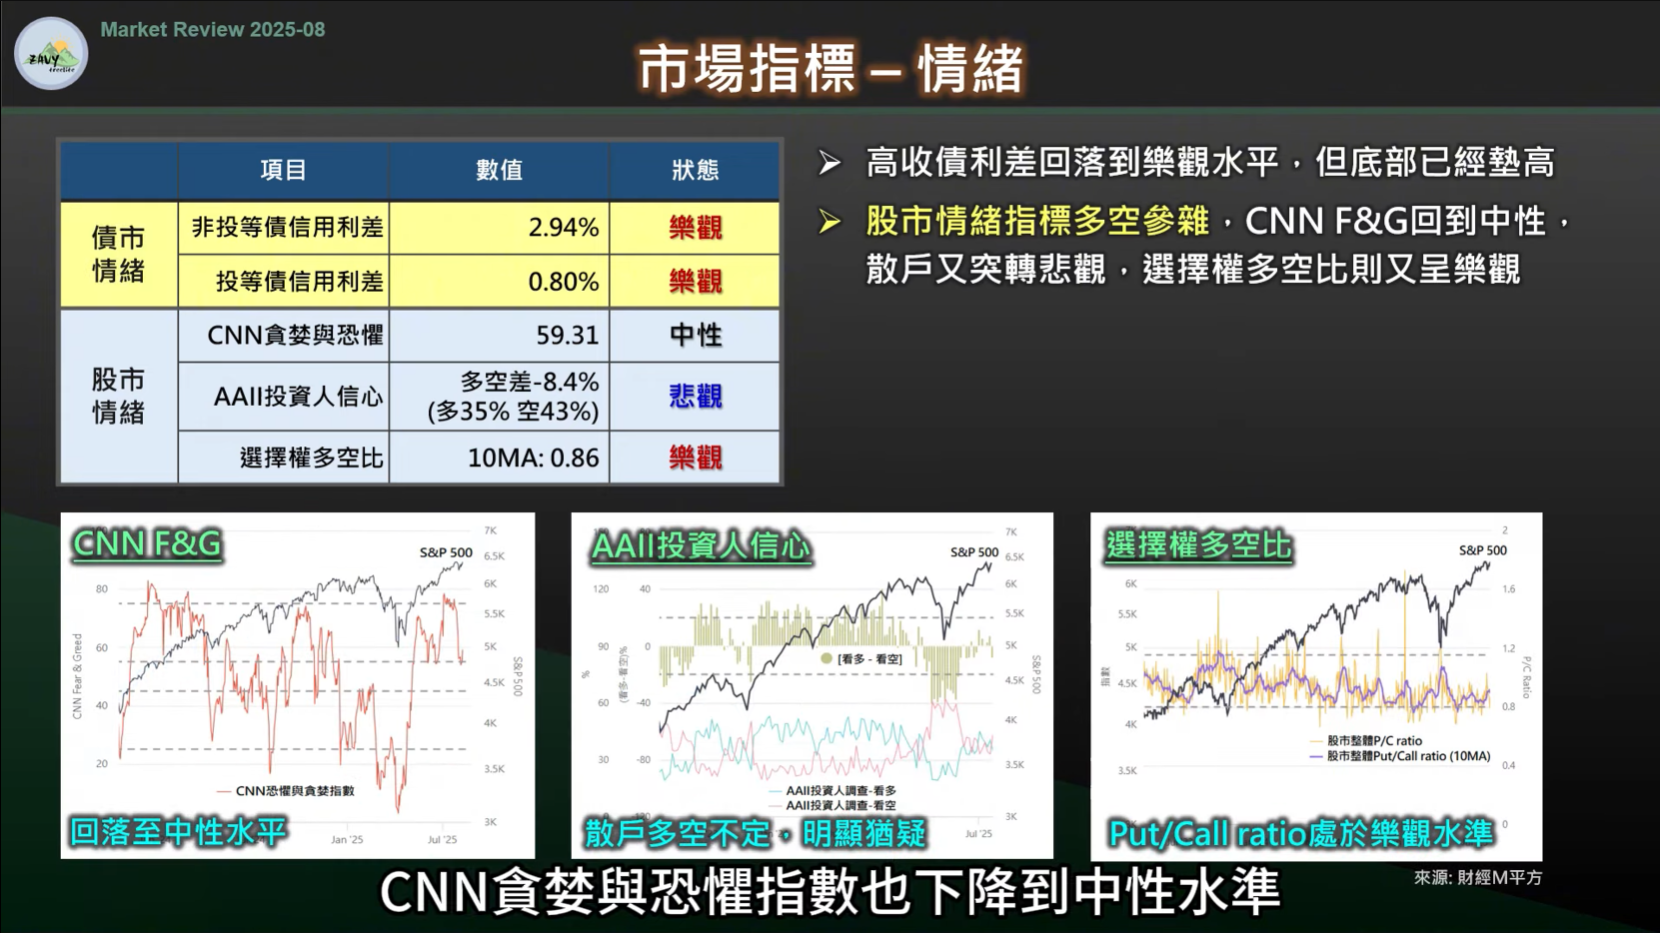 Market Review 2025-08
ZAVY
市場指標 – 情緒
項目 數值 狀態
債市情緒
非投等債信用利差 2.94% 樂觀
投等債信用利差 0.80% 樂觀
股市情緒
CNN貪婪與恐懼 59.31 中性
AAII投資人信心 多空差-8.4% (多35% 空43%) 悲觀
選擇權多空比 10MA: 0.86 樂觀
➢ 高收債利差回落到樂觀水平，但底部已經墊高
➢ 股市情緒指標多空參雜，CNN F&G回到中性，
散戶又突轉悲觀，選擇權多空比則又呈樂觀
CNN F&G
S&P 500
80
60
40
20
CNN Fear & Greed
7K
6.5K
6K
5.5K
5K
4.5K
4K
3.5K
3K
S&P 500
CNN恐懼與貪婪指數
Jan '25
Jul '25
回落至中性水平
AAII投資人信心
S&P 500
120
90
60
30
%
40
0
-40
-80
(看多-看空)%
7K
6.5K
6K
5.5K
5K
4.5K
4K
3.5K
3K
S&P 500
[看多 - 看空]
AAII投資人調查-看多
AAII投資人調查-看空
Jul '25
散戶多空不定，明顯猶疑
選擇權多空比
S&P 500
6K
5.5K
5K
4.5K
4K
3.5K
指數
2
1.6
1.2
0.8
0.4
0
P/C Ratio
股市整體P/C ratio
股市整體Put/Call ratio (10MA)
Put/Call ratio處於樂觀水準
來源: 財經M平方
CNN貪婪與恐懼指數也下降到中性水準